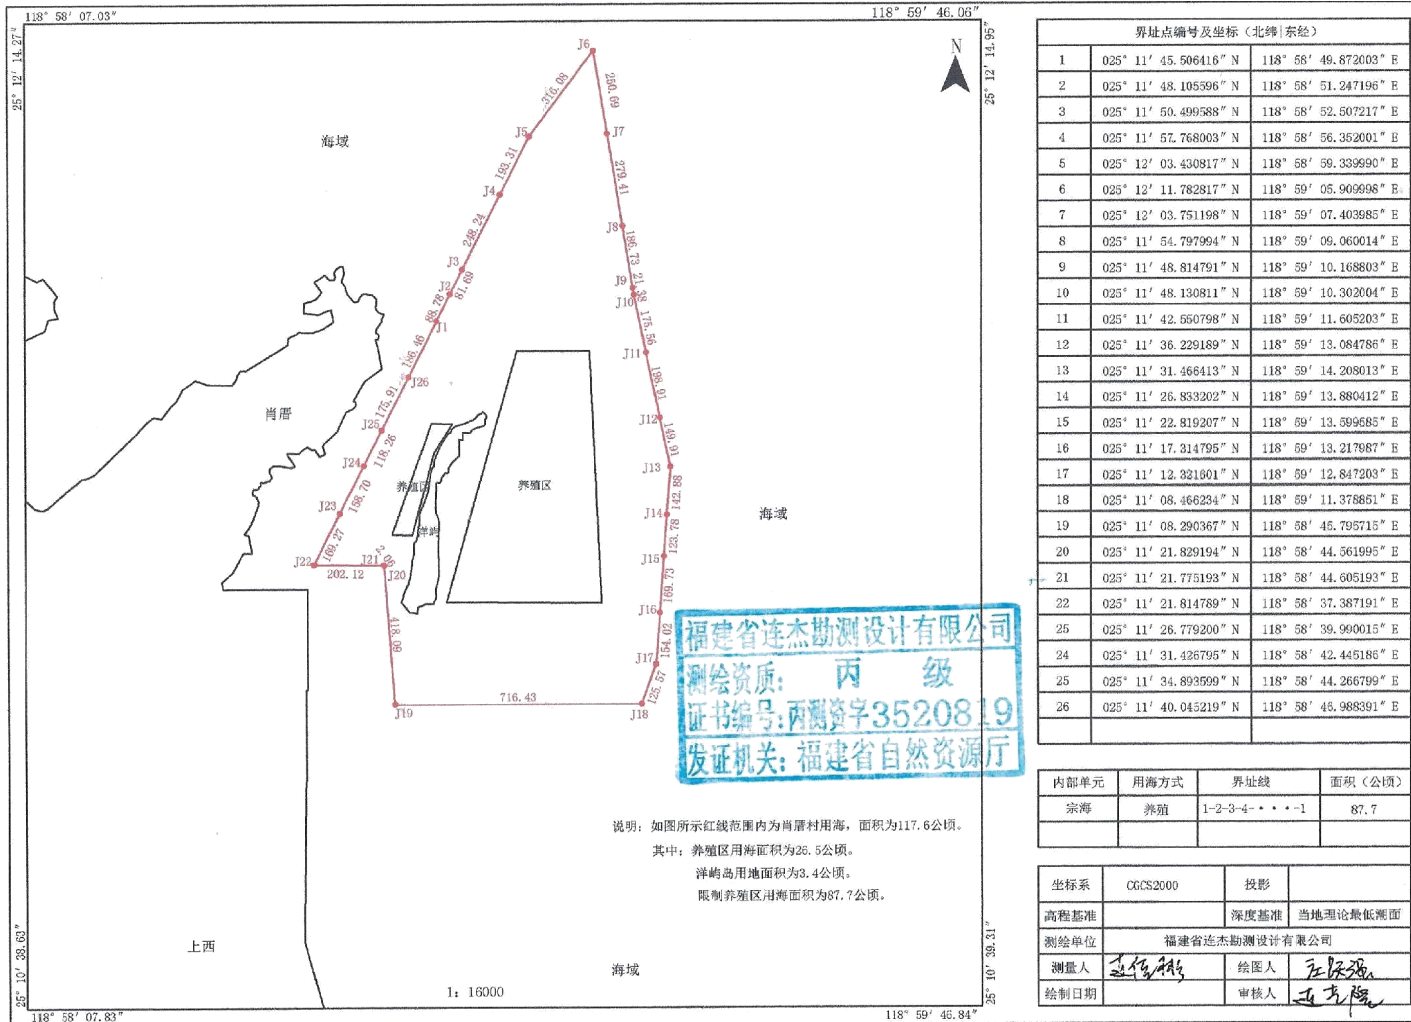 118° 58′ 07.03″
118° 59′ 46.06″
25° 12′ 14.27″
25° 12′ 14.95″
N
J6
316.08
250.69
J5
J7
海域
193.31
279.41
J4
J8
248.24
186.73
J3
81.69
J9
21.38
J2
J10
88.78
J1
175.56
186.46
J11
J26
198.91
175.91
肖厝
J12
J25
149.91
118.26
J24
J13
养殖区
养殖区
158.70
142.88
J23
J14
海域
洋屿
123.78
169.27
J15
J22
202.12
J21
J20
169.73
J16
418.09
154.02
J17
125.57
716.43
J19
J18
福建省连杰勘测设计有限公司
测绘资质: 丙 级
证书编号:丙测资字3520819
发证机关: 福建省自然资源厅
说明: 如图所示红线范围内为肖厝村用海, 面积为117.6公顷。
其中: 养殖区用海面积为26.5公顷。
洋屿岛用地面积为3.4公顷。
限制养殖区用海面积为87.7公顷。
上西
海域
1: 16000
25° 10′ 38.63″
25° 10′ 39.31″
118° 58′ 07.83″
118° 59′ 46.84″
界址点编号及坐标（北纬|东经）
1 025° 11′ 45.506416″ N 118° 58′ 49.872003″ E
2 025° 11′ 48.105596″ N 118° 58′ 51.247196″ E
3 025° 11′ 50.499588″ N 118° 58′ 52.507217″ E
4 025° 11′ 57.768003″ N 118° 58′ 56.352001″ E
5 025° 12′ 03.430817″ N 118° 58′ 59.339990″ E
6 025° 12′ 11.782817″ N 118° 59′ 05.909998″ E
7 025° 12′ 03.751198″ N 118° 59′ 07.403985″ E
8 025° 11′ 54.797994″ N 118° 59′ 09.060014″ E
9 025° 11′ 48.814791″ N 118° 59′ 10.168803″ E
10 025° 11′ 48.130811″ N 118° 59′ 10.302004″ E
11 025° 11′ 42.550798″ N 118° 59′ 11.605203″ E
12 025° 11′ 36.229189″ N 118° 59′ 13.084786″ E
13 025° 11′ 31.466413″ N 118° 59′ 14.208013″ E
14 025° 11′ 26.833202″ N 118° 59′ 13.880412″ E
15 025° 11′ 22.819207″ N 118° 59′ 13.599685″ E
16 025° 11′ 17.314795″ N 118° 59′ 13.217987″ E
17 025° 11′ 12.321601″ N 118° 59′ 12.847203″ E
18 025° 11′ 08.466234″ N 118° 59′ 11.378851″ E
19 025° 11′ 08.290367″ N 118° 58′ 45.795715″ E
20 025° 11′ 21.829194″ N 118° 58′ 44.561995″ E
21 025° 11′ 21.775193″ N 118° 58′ 44.605193″ E
22 025° 11′ 21.814789″ N 118° 58′ 37.387191″ E
25 025° 11′ 26.779200″ N 118° 58′ 39.990015″ E
24 025° 11′ 31.426795″ N 118° 58′ 42.445186″ E
25 025° 11′ 34.893599″ N 118° 58′ 44.266799″ E
26 025° 11′ 40.045219″ N 118° 58′ 46.988391″ E
内部单元 用海方式 界址线 面积（公顷）
宗海 养殖 1-2-3-4-・・・-1 87.7
坐标系 CGCS2000 投影
高程基准 深度基准 当地理论最低潮面
测绘单位 福建省连杰勘测设计有限公司
测量人 绘图人
绘制日期 审核人